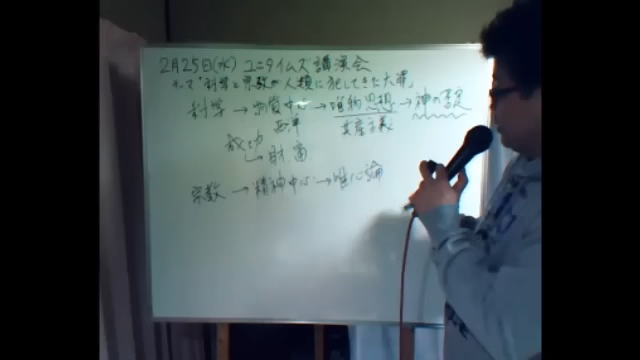 2月25日(水) ユニタイムズ講演会
テーマ「科学と宗教が人類に犯してきた大罪」
科学→物質中心→唯物思想→神の否定
共産主義
成功
↳財富
宗教→精神中心→唯心論